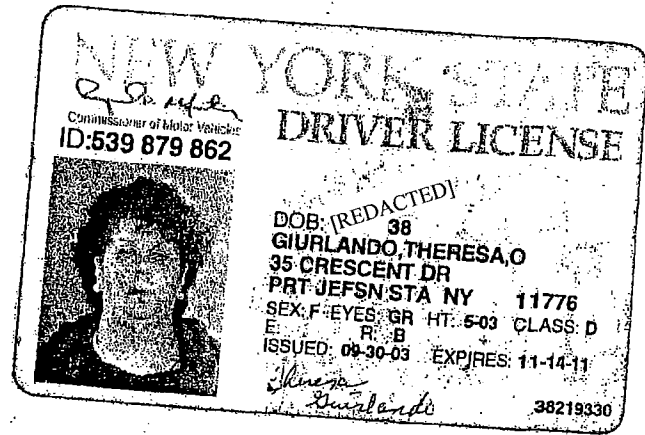 NEW YORK STATE
Commissioner of Motor Vehicles
DRIVER LICENSE
ID:539 879 862
DOB: [REDACTED] 38
GIURLANDO,THERESA,O
35 CRESCENT DR
PRT JEFSN STA NY 11776
SEX: F EYES: GR HT: 5-03 CLASS: D
E: R: B
ISSUED: 09-30-03 EXPIRES: 11-14-11
Theresa
Giurlando
38219330